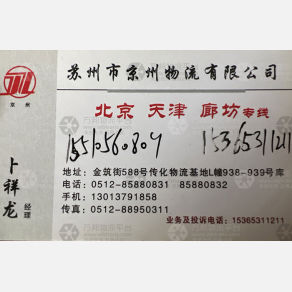 苏州市京州物流有限公司
京州
北京 天津 廊坊专线
15510560809 15365311211
卜祥龙 经理
地址:金筑街588号传化物流基地L幢938-939号库
电话:0512-85880831 85880832
手机:13013791858
传真:0512-88950311
业务及投诉电话:15365311211